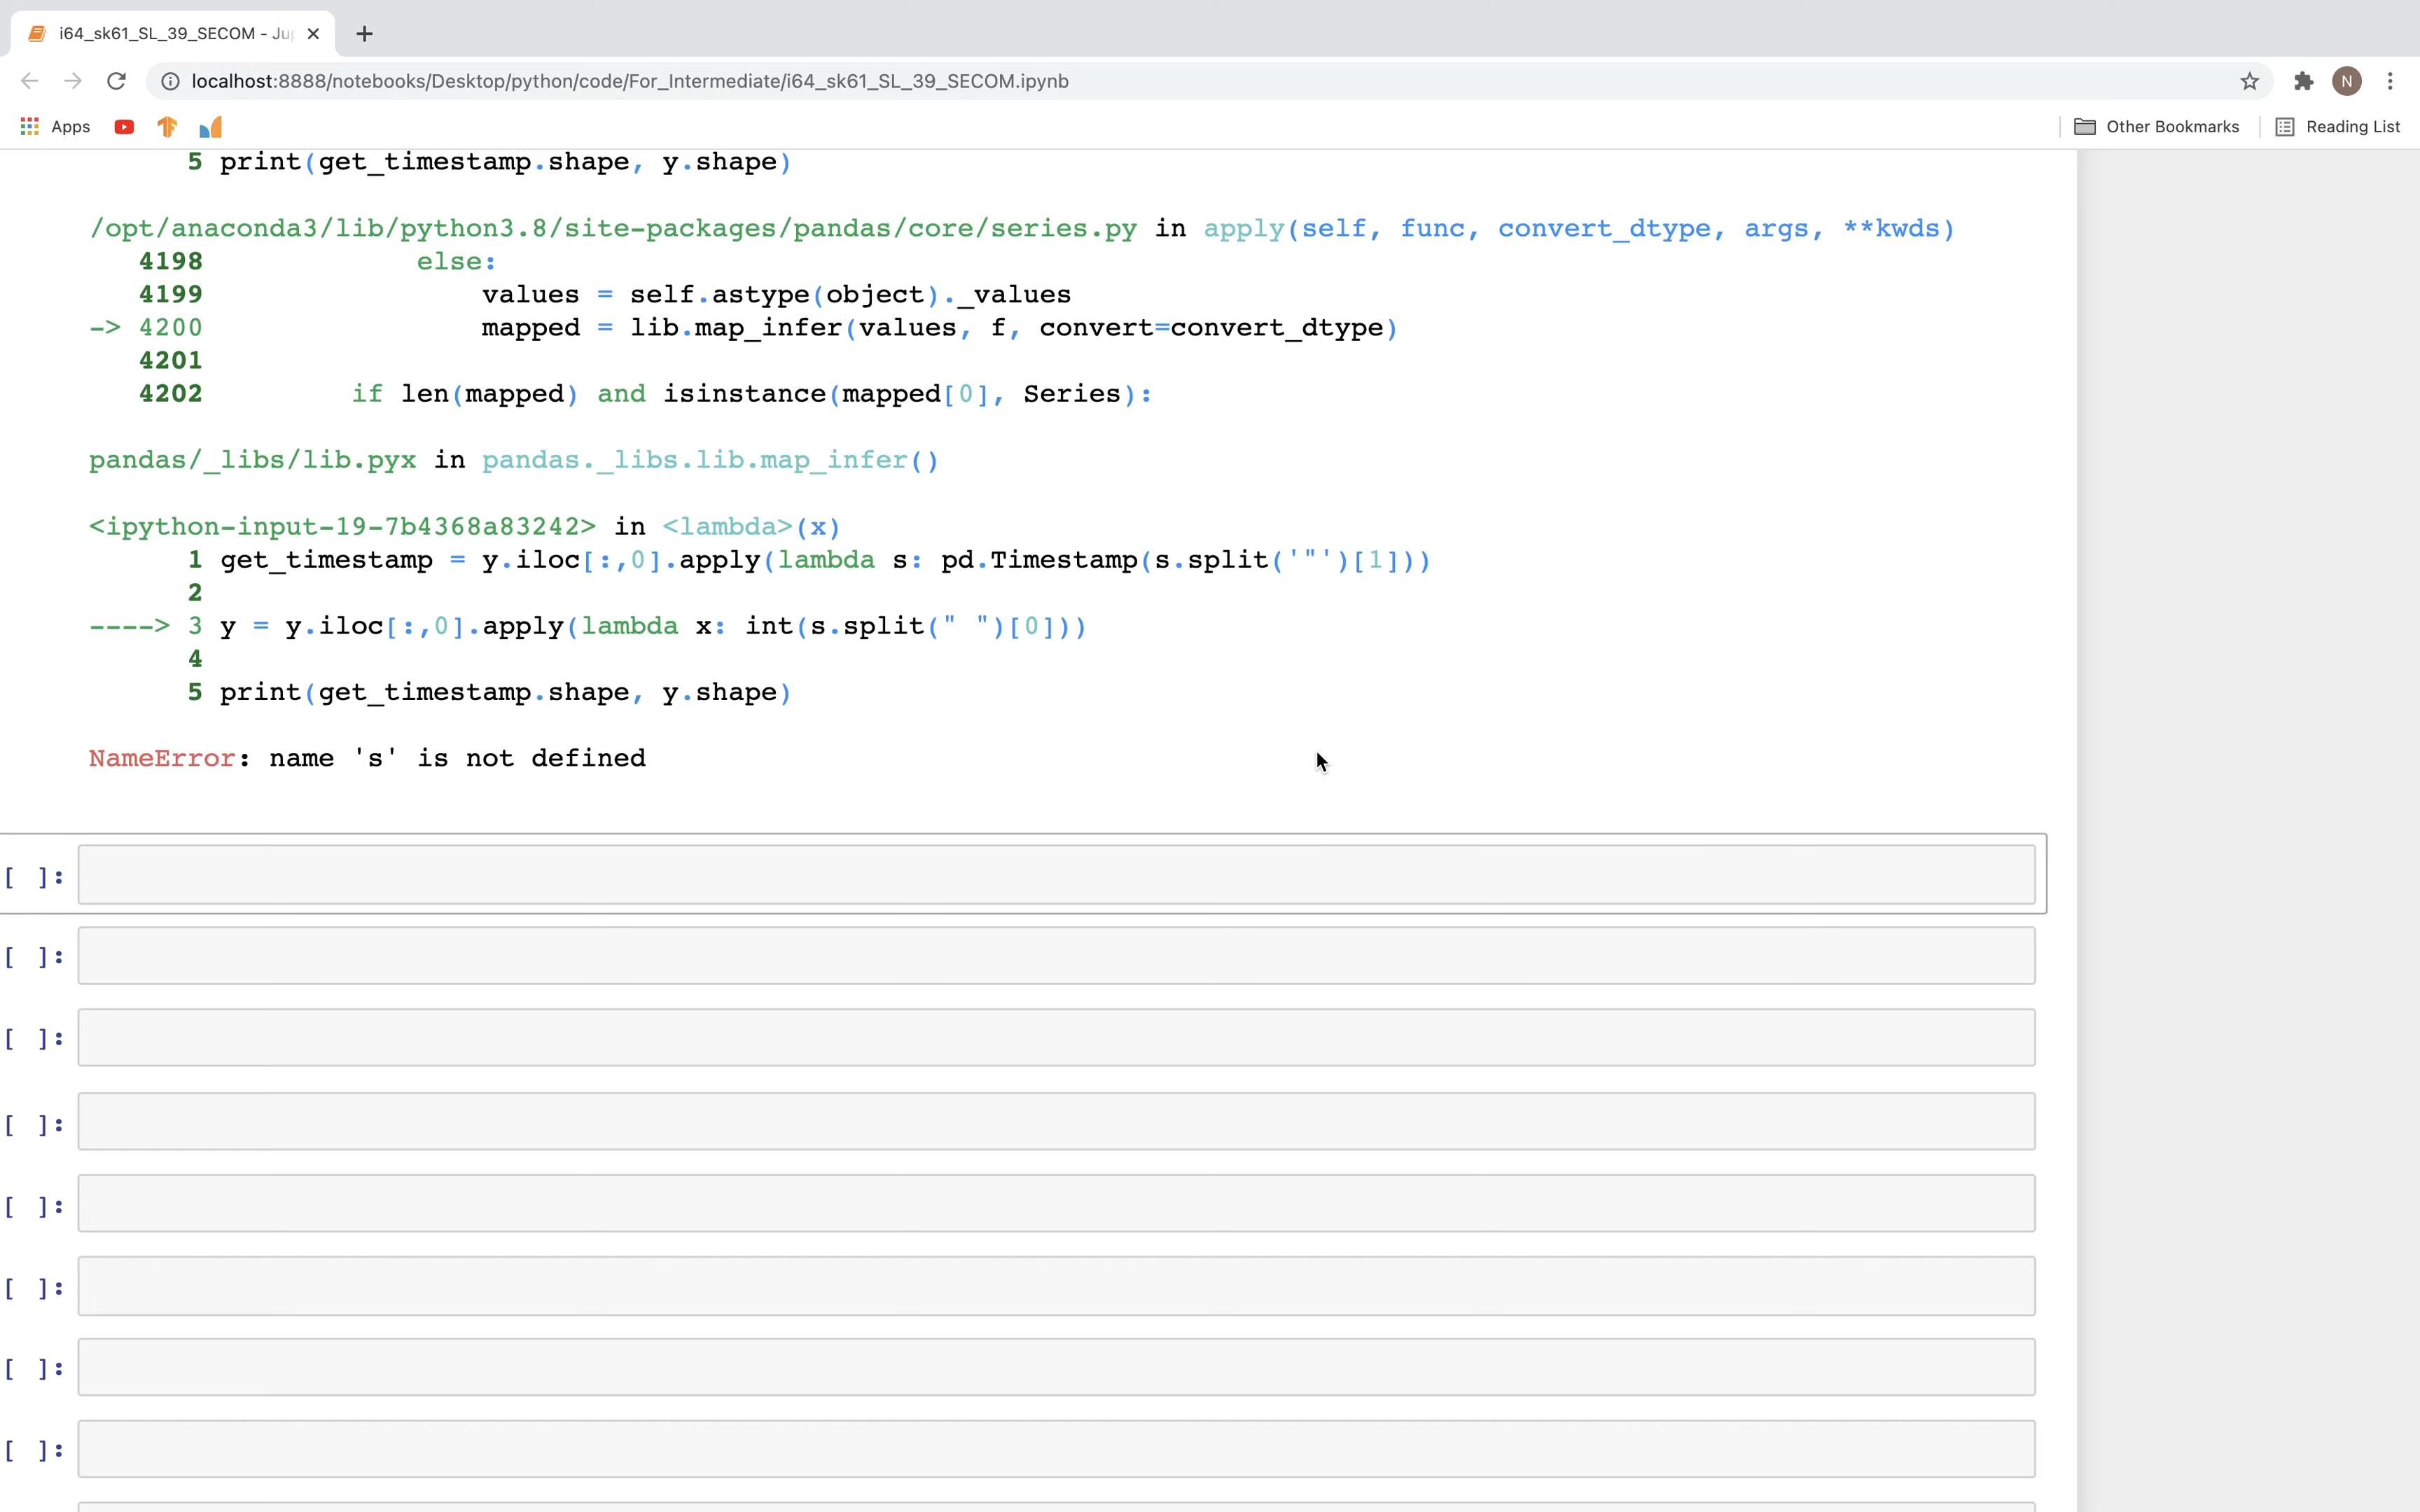 i64_sk61_SL_39_SECOM - Ju
localhost:8888/notebooks/Desktop/python/code/For_Intermediate/i64_sk61_SL_39_SECOM.ipynb
N
Apps
Other Bookmarks
Reading List
5 print(get_timestamp.shape, y.shape)
/opt/anaconda3/lib/python3.8/site-packages/pandas/core/series.py in apply(self, func, convert_dtype, args, **kwds)
4198 else:
4199 values = self.astype(object)._values
-> 4200 mapped = lib.map_infer(values, f, convert=convert_dtype)
4201
4202 if len(mapped) and isinstance(mapped[0], Series):
pandas/_libs/lib.pyx in pandas._libs.lib.map_infer()
<ipython-input-19-7b4368a83242> in <lambda>(x)
1 get_timestamp = y.iloc[:,0].apply(lambda s: pd.Timestamp(s.split('"')[1]))
2
----> 3 y = y.iloc[:,0].apply(lambda x: int(s.split(" ")[0]))
4
5 print(get_timestamp.shape, y.shape)
NameError: name 's' is not defined
[ ]:
[ ]:
[ ]:
[ ]:
[ ]:
[ ]:
[ ]:
[ ]: